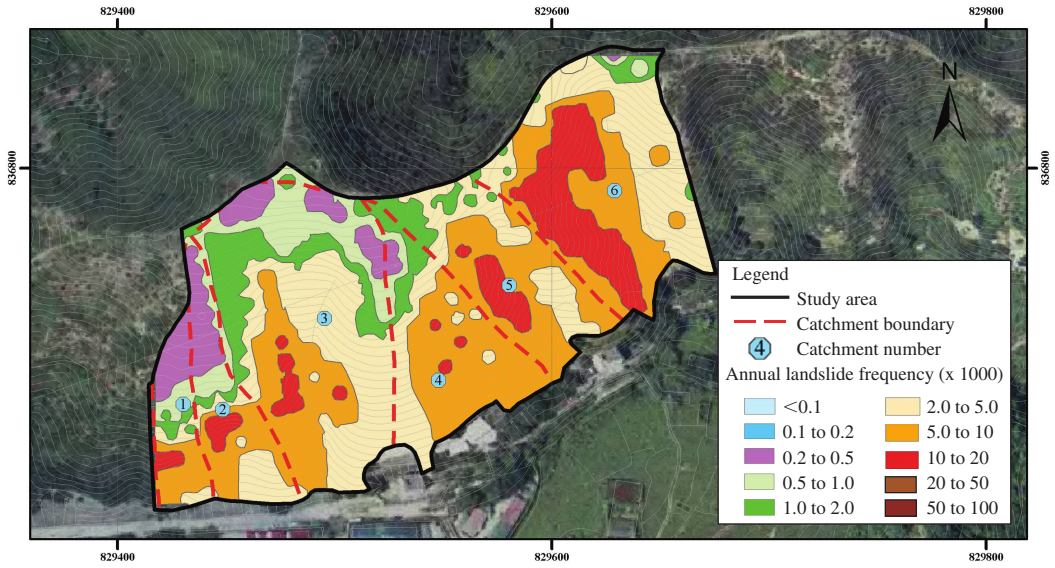 829400 829600 829800
836800 836800
N
6
5
3
4
1
2
Legend
Study area
Catchment boundary
4 Catchment number
Annual landslide frequency (x 1000)
<0.1 2.0 to 5.0
0.1 to 0.2 5.0 to 10
0.2 to 0.5 10 to 20
0.5 to 1.0 20 to 50
1.0 to 2.0 50 to 100
829400 829600 829800